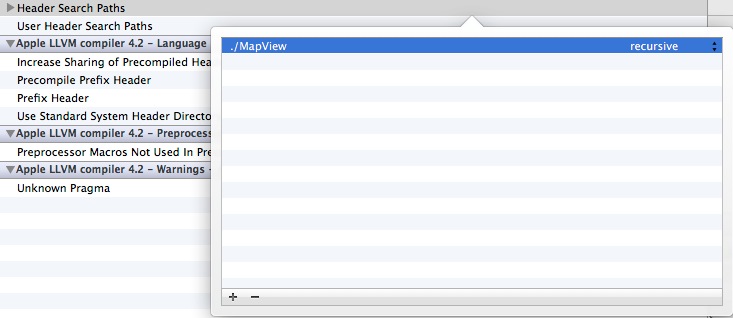 Header Search Paths
User Header Search Paths
Apple LLVM compiler 4.2 – Language
Increase Sharing of Precompiled Hea
Precompile Prefix Header
Prefix Header
Use Standard System Header Directo
Apple LLVM compiler 4.2 – Preprocess
Preprocessor Macros Not Used In Pre
Apple LLVM compiler 4.2 – Warnings –
Unknown Pragma
./MapView recursive